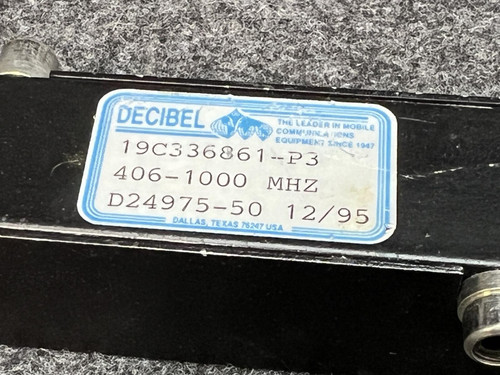 DECIBEL
THE LEADER IN MOBILE
COMMUNICATIONS
EQUIPMENT SINCE 1947
19C336861-P3
406-1000 MHZ
D24975-50 12/95
DALLAS, TEXAS 75247 USA